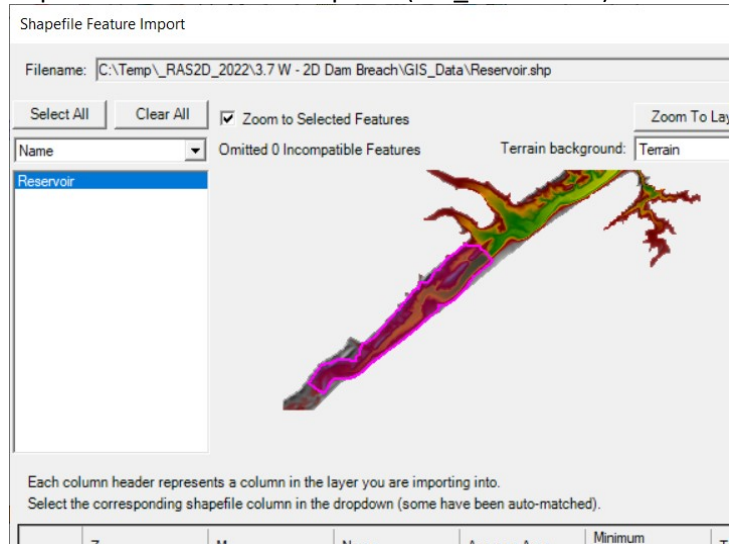 Shapefile Feature Import
Filename: C:\Temp\_RAS2D_2022\3.7 W - 2D Dam Breach\GIS_Data\Reservoir.shp
Select All Clear All Zoom to Selected Features Zoom To Lay
Name Omitted 0 Incompatible Features Terrain background: Terrain
Reservoir
Each column header represents a column in the layer you are importing into.
Select the corresponding shapefile column in the dropdown (some have been auto-matched).
Minimum